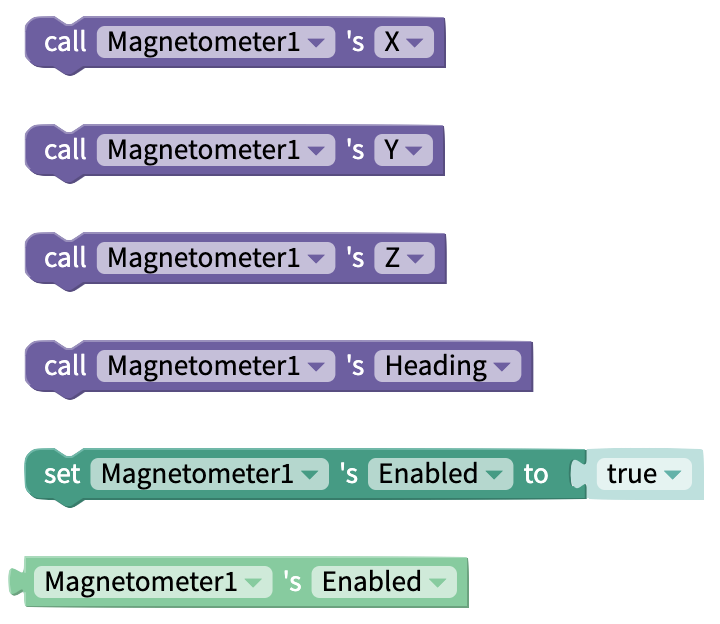 call Magnetometer1 's X
call Magnetometer1 's Y
call Magnetometer1 's Z
call Magnetometer1 's Heading
set Magnetometer1 's Enabled to true
Magnetometer1 's Enabled